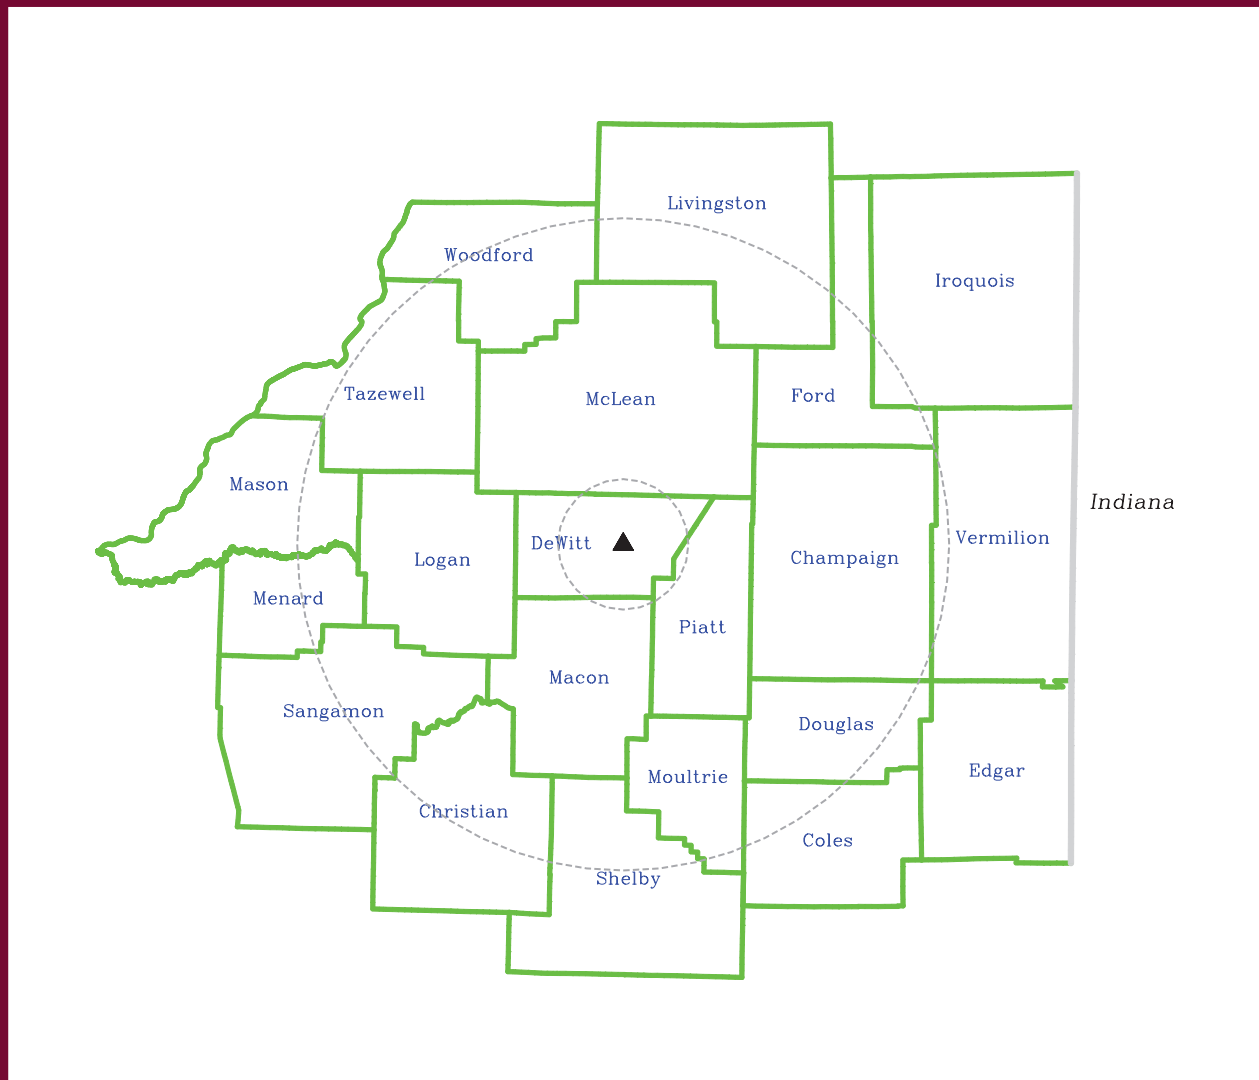 Livingston
Woodford
Iroquois
Tazewell
McLean
Ford
Mason
Indiana
DeWitt
Vermilion
Logan
Champaign
Menard
Piatt
Macon
Sangamon
Douglas
Moultrie
Edgar
Christian
Coles
Shelby